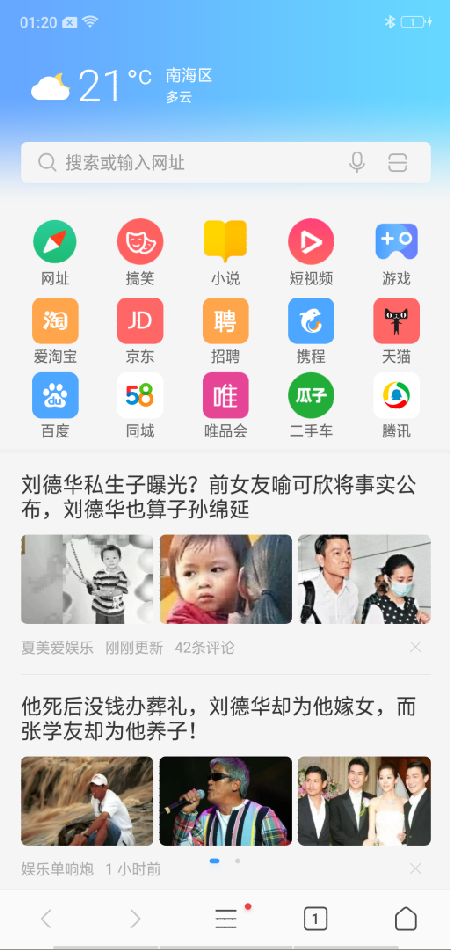 01:20
21°C
南海区
多云
搜索或输入网址
网址 搞笑 小说 短视频 游戏
淘 JD 聘
爱淘宝 京东 招聘 携程 天猫
du 58 唯 瓜子
百度 同城 唯品会 二手车 腾讯
刘德华私生子曝光？前女友喻可欣将事实公
布，刘德华也算子孙绵延
夏美爱娱乐 刚刚更新 42条评论
他死后没钱办葬礼，刘德华却为他嫁女，而
张学友却为他养子！
娱乐单响炮 1 小时前
1